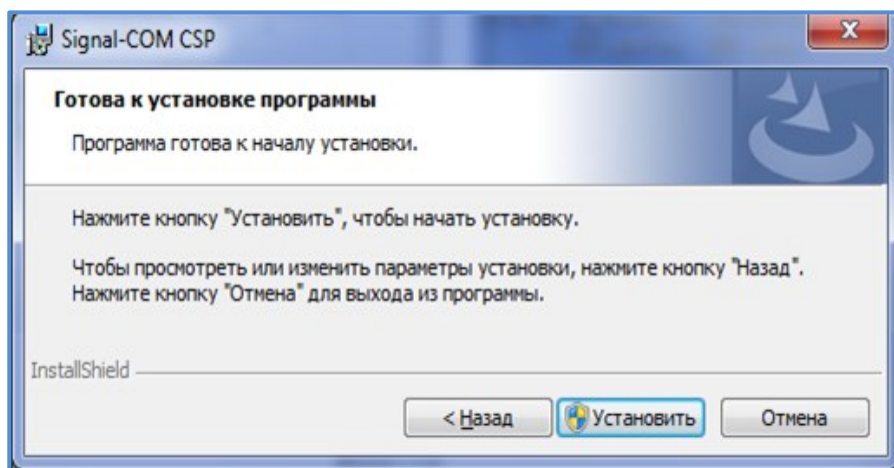 Signal-COM CSP
Готова к установке программы
Программа готова к началу установки.
Нажмите кнопку "Установить", чтобы начать установку.
Чтобы просмотреть или изменить параметры установки, нажмите кнопку "Назад".
Нажмите кнопку "Отмена" для выхода из программы.
InstallShield
< Назад Установить Отмена